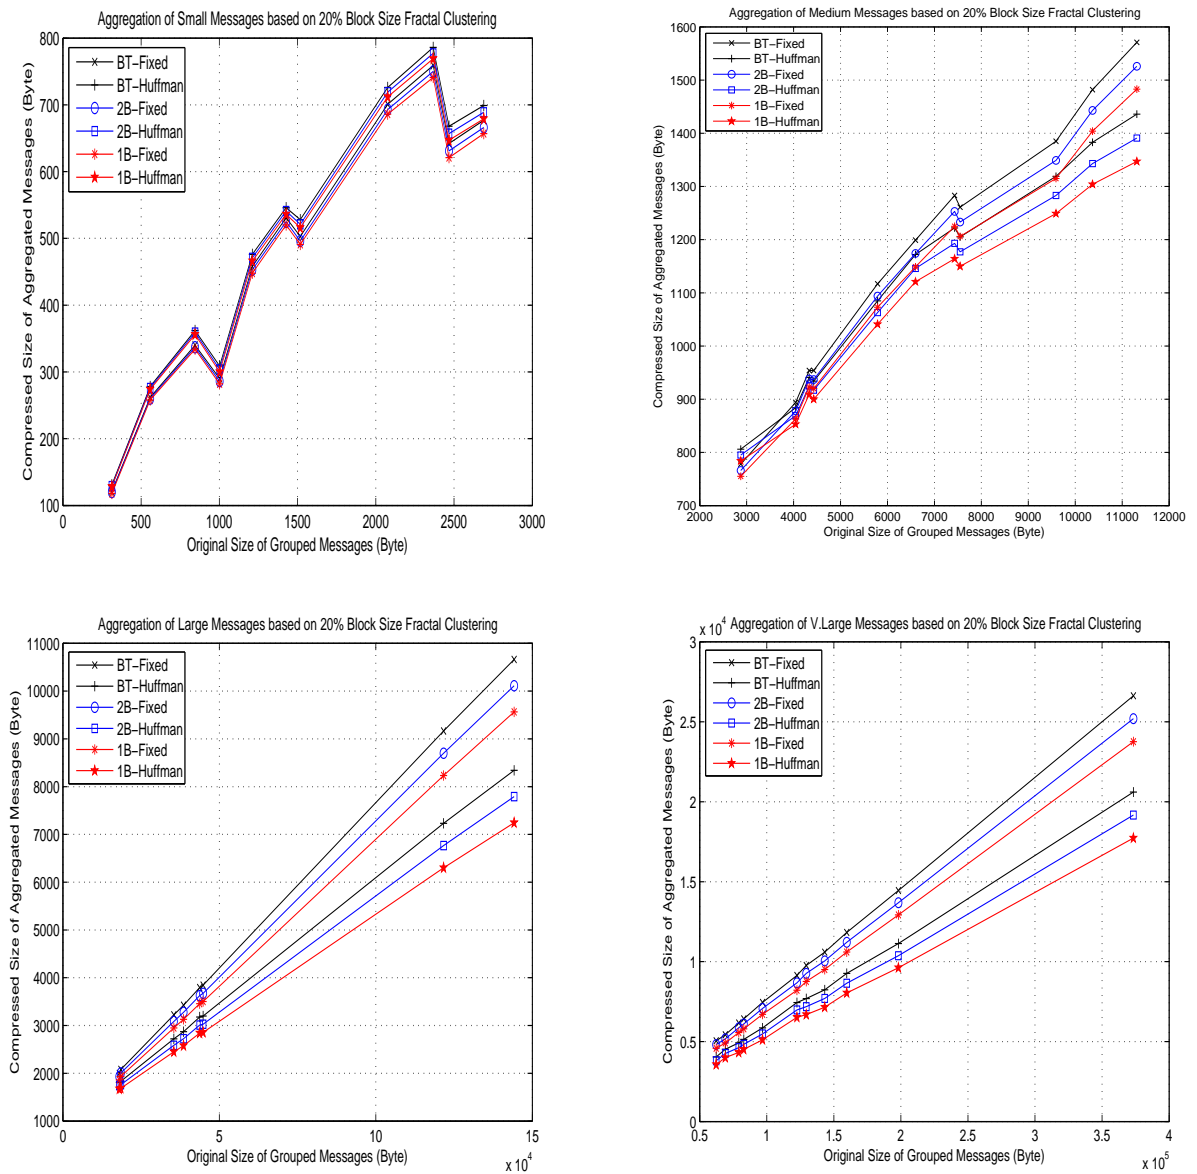 Aggregation of Small Messages based on 20% Block Size Fractal Clustering
800
700
600
500
400
300
200
100
Compressed Size of Aggregated Messages (Byte)
BT-Fixed
BT-Huffman
2B-Fixed
2B-Huffman
1B-Fixed
1B-Huffman
0 500 1000 1500 2000 2500 3000
Original Size of Grouped Messages (Byte)
Aggregation of Medium Messages based on 20% Block Size Fractal Clustering
1600
1500
1400
1300
1200
1100
1000
900
800
700
Compressed Size of Aggregated Messages (Byte)
BT-Fixed
BT-Huffman
2B-Fixed
2B-Huffman
1B-Fixed
1B-Huffman
2000 3000 4000 5000 6000 7000 8000 9000 10000 11000 12000
Original Size of Grouped Messages (Byte)
Aggregation of Large Messages based on 20% Block Size Fractal Clustering
11000
10000
9000
8000
7000
6000
5000
4000
3000
2000
1000
Compressed Size of Aggregated Messages (Byte)
BT-Fixed
BT-Huffman
2B-Fixed
2B-Huffman
1B-Fixed
1B-Huffman
0 5 10 15
Original Size of Grouped Messages (Byte)
x 10^4
x 10^4
Aggregation of V.Large Messages based on 20% Block Size Fractal Clustering
3
2.5
2
1.5
1
0.5
0
Compressed Size of Aggregated Messages (Byte)
BT-Fixed
BT-Huffman
2B-Fixed
2B-Huffman
1B-Fixed
1B-Huffman
0.5 1 1.5 2 2.5 3 3.5 4
Original Size of Grouped Messages (Byte)
x 10^5